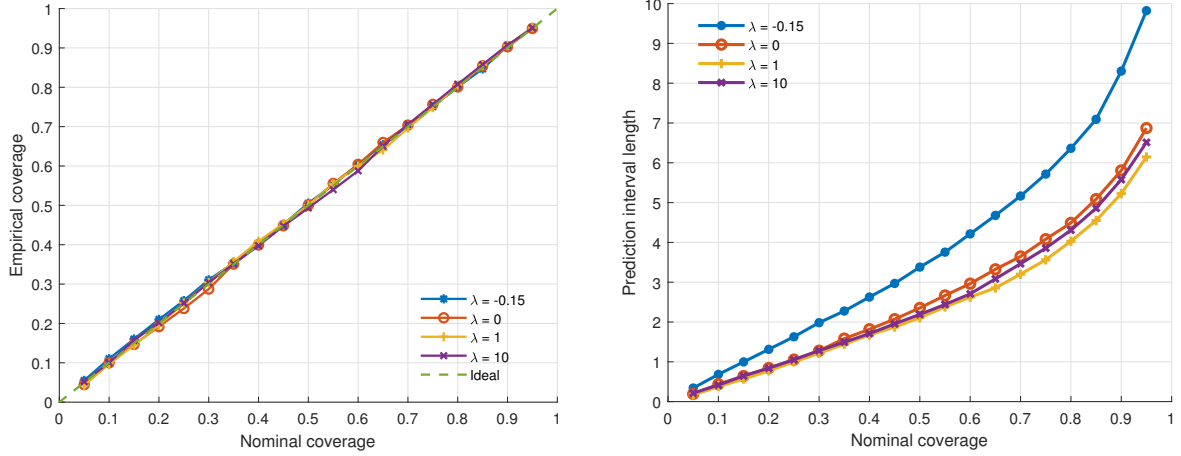 1
0.9
0.8
0.7
0.6
0.5
0.4
0.3
0.2
0.1
0
Empirical coverage
λ = -0.15
λ = 0
λ = 1
λ = 10
Ideal
0 0.1 0.2 0.3 0.4 0.5 0.6 0.7 0.8 0.9 1
Nominal coverage
10
9
8
7
6
5
4
3
2
1
0
Prediction interval length
λ = -0.15
λ = 0
λ = 1
λ = 10
0 0.1 0.2 0.3 0.4 0.5 0.6 0.7 0.8 0.9 1
Nominal coverage